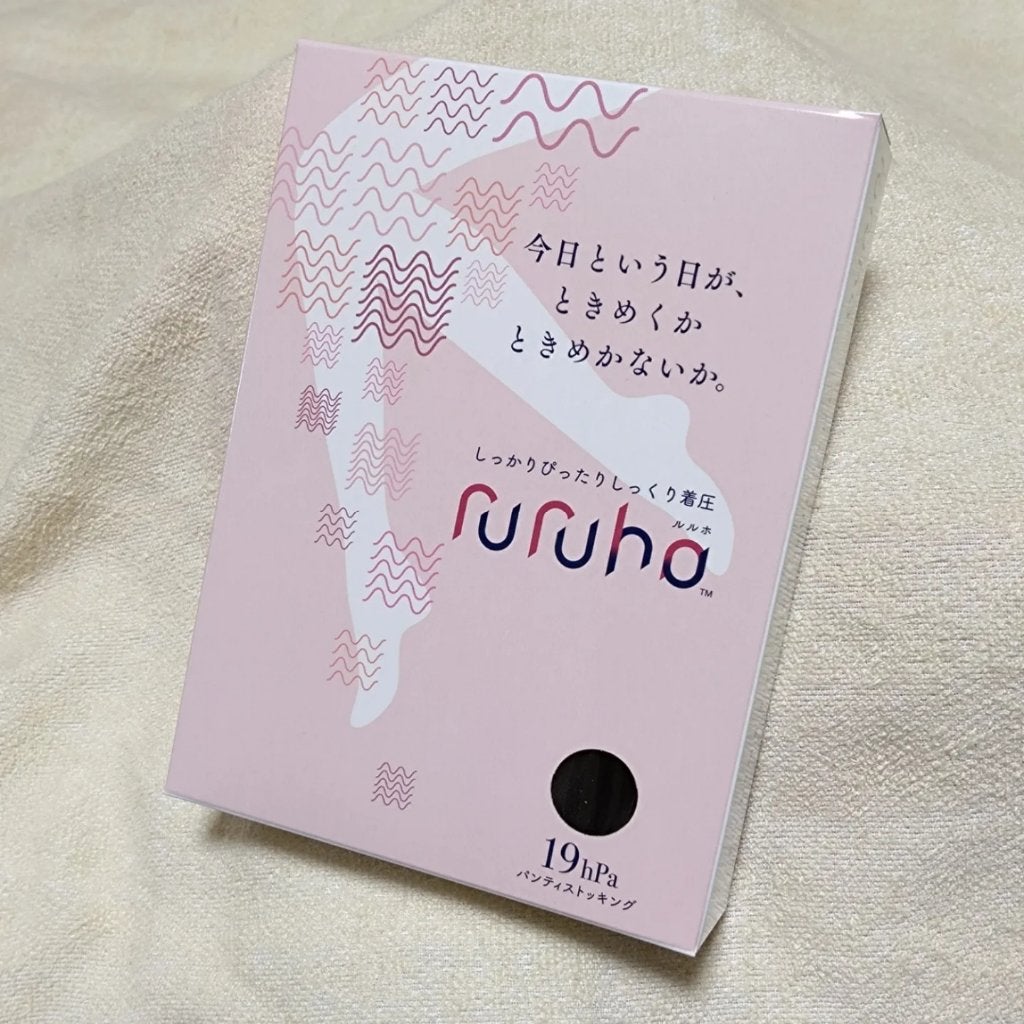 今日という日が、
ときめくか
ときめかないか。
しっかりぴったりしっくり着圧
ルルホ
ruruho
TM
19hPa
パンティストッキング